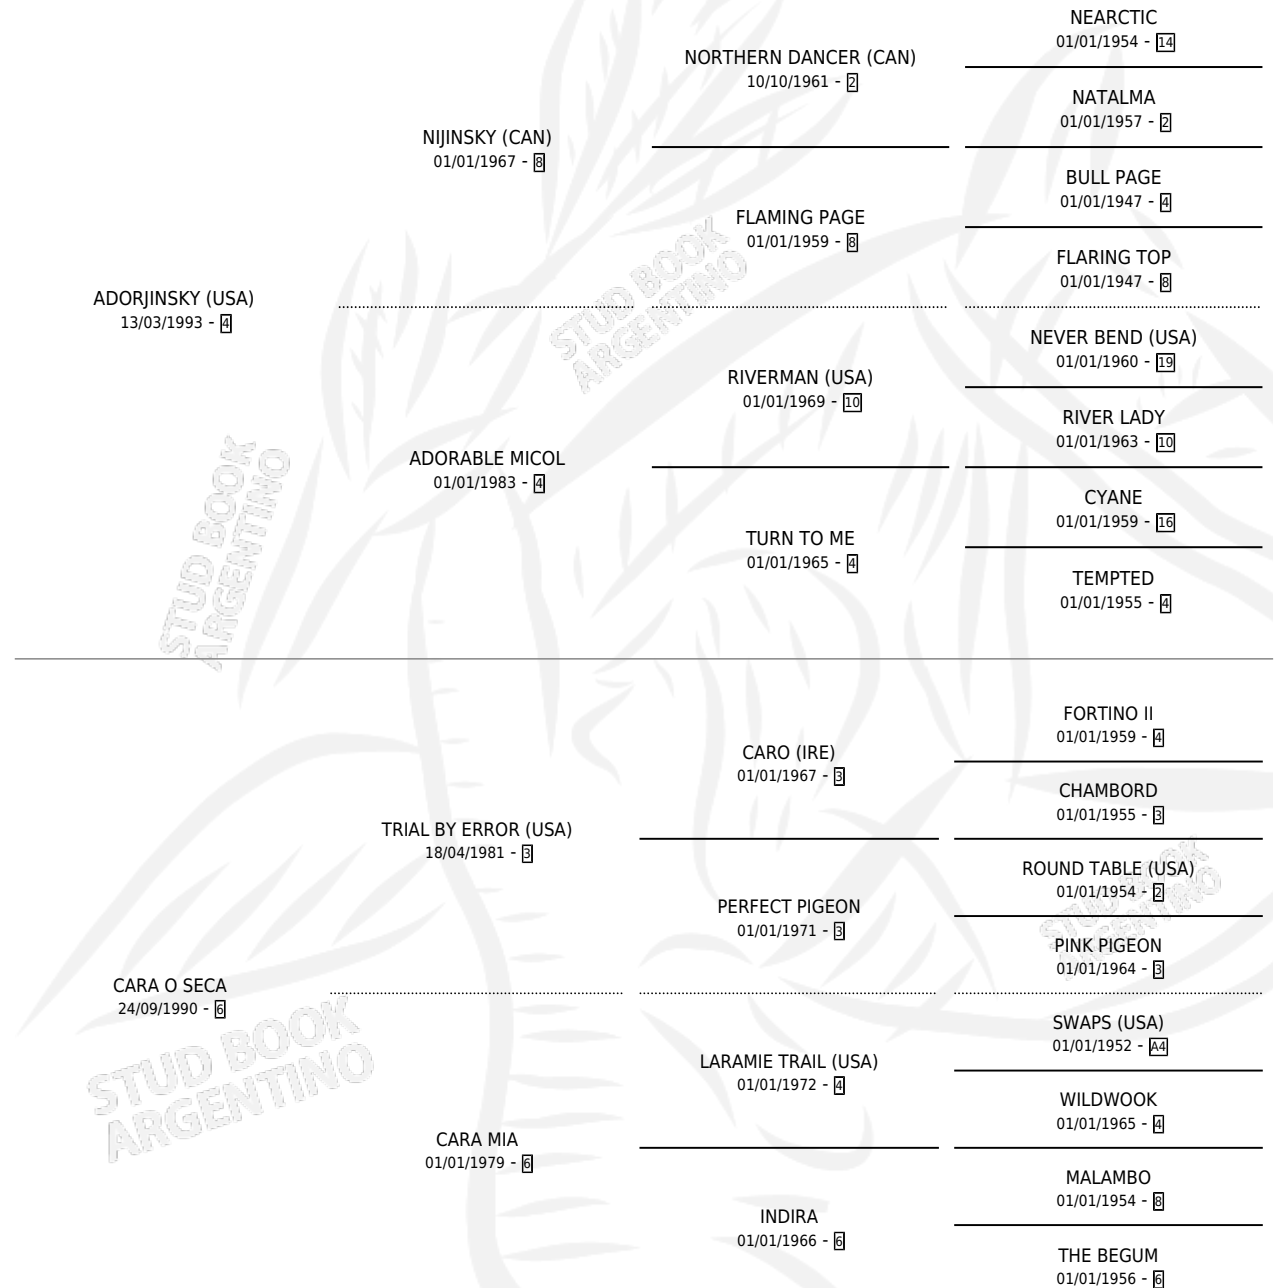 NEARCTIC
01/01/1954 - 14
NORTHERN DANCER (CAN)
10/10/1961 - 2
NATALMA
01/01/1957 - 2
NIJINSKY (CAN)
01/01/1967 - 8
BULL PAGE
01/01/1947 - 4
FLAMING PAGE
01/01/1959 - 8
FLARING TOP
01/01/1947 - 8
ADORJINSKY (USA)
13/03/1993 - 4
NEVER BEND (USA)
01/01/1960 - 19
RIVERMAN (USA)
01/01/1969 - 10
RIVER LADY
01/01/1963 - 10
ADORABLE MICOL
01/01/1983 - 4
CYANE
01/01/1959 - 16
TURN TO ME
01/01/1965 - 4
TEMPTED
01/01/1955 - 4
FORTINO II
01/01/1959 - 4
CARO (IRE)
01/01/1967 - 3
CHAMBORD
01/01/1955 - 3
TRIAL BY ERROR (USA)
18/04/1981 - 3
ROUND TABLE (USA)
01/01/1954 - 2
PERFECT PIGEON
01/01/1971 - 3
PINK PIGEON
01/01/1964 - 3
CARA O SECA
24/09/1990 - 6
SWAPS (USA)
01/01/1952 - A4
LARAMIE TRAIL (USA)
01/01/1972 - 4
WILDWOOK
01/01/1965 - 4
CARA MIA
01/01/1979 - 6
MALAMBO
01/01/1954 - 8
INDIRA
01/01/1966 - 6
THE BEGUM
01/01/1956 - 6
STUD BOOK
ARGENTINO
STUD BOOK
ARGENTINO
STUD BOOK
ARGENTINO
STUD BOOK
ARGENTINO